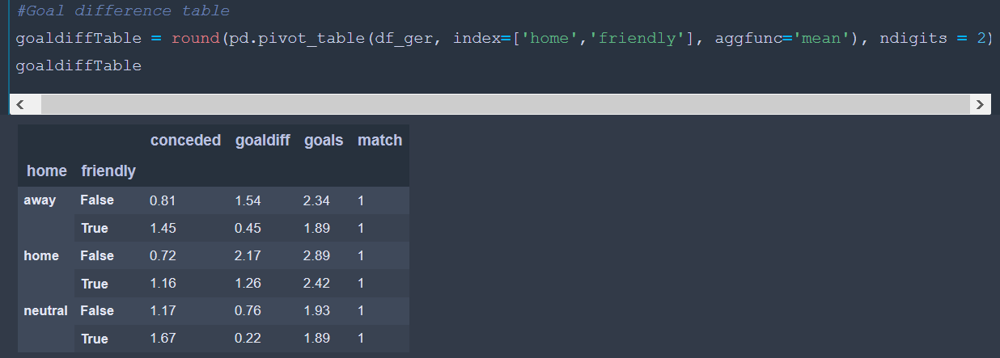 #Goal difference table
goaldiffTable = round(pd.pivot_table(df_ger, index=['home','friendly'], aggfunc='mean'), ndigits = 2)
goaldiffTable
conceded goaldiff goals match
home friendly
away False 0.81 1.54 2.34 1
True 1.45 0.45 1.89 1
home False 0.72 2.17 2.89 1
True 1.16 1.26 2.42 1
neutral False 1.17 0.76 1.93 1
True 1.67 0.22 1.89 1